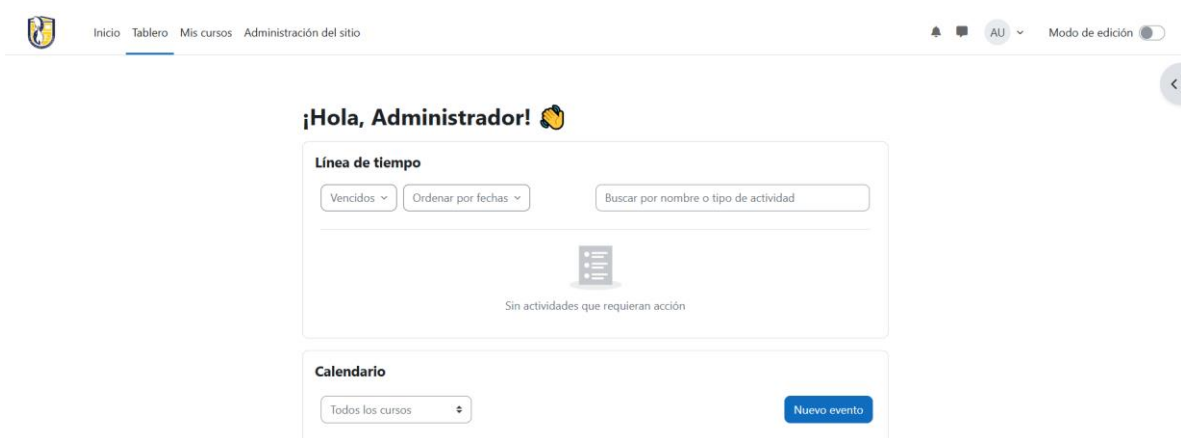 Inicio Tablero Mis cursos Administración del sitio AU Modo de edición
¡Hola, Administrador!
Línea de tiempo
Vencidos Ordenar por fechas Buscar por nombre o tipo de actividad
Sin actividades que requieran acción
Calendario
Todos los cursos Nuevo evento